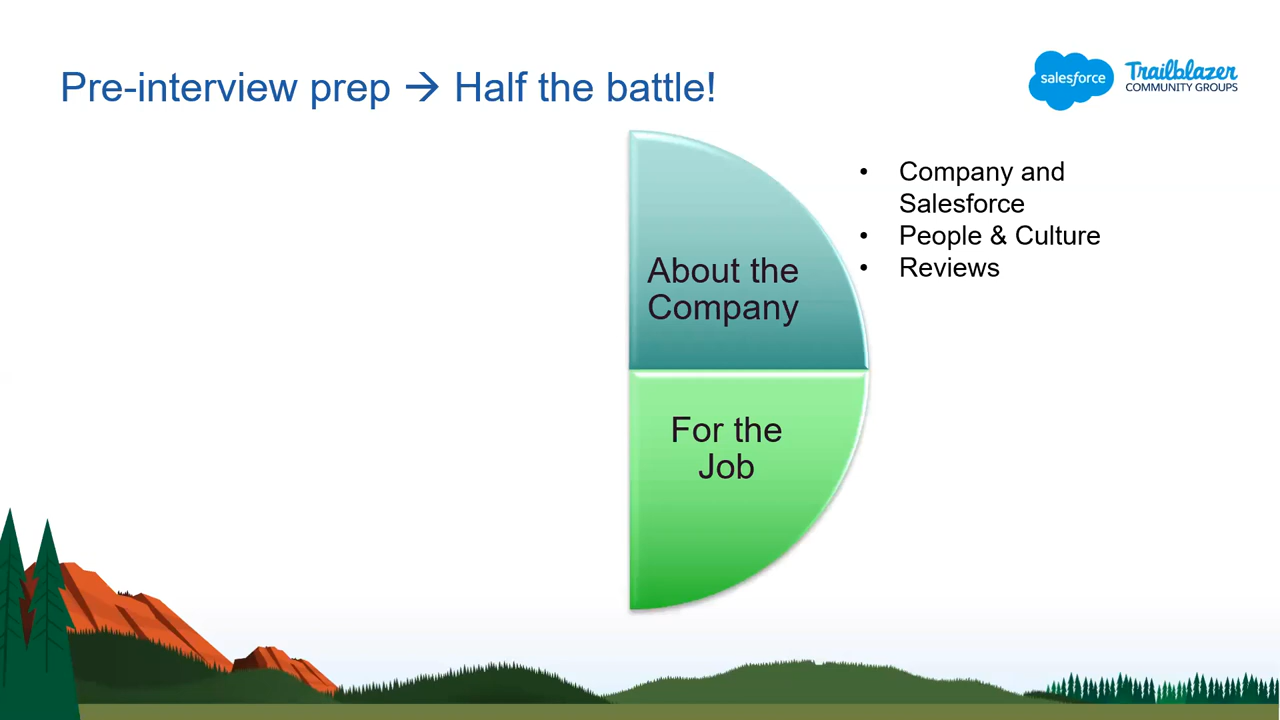 Pre-interview prep → Half the battle!
salesforce
Trailblazer
COMMUNITY GROUPS
• Company and
Salesforce
• People & Culture
• Reviews
About the
Company
For the
Job